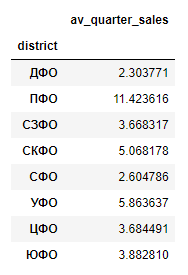 av_quarter_sales
district
ДФО 2.303771
ПФО 11.423616
СЗФО 3.668317
СКФО 5.068178
СФО 2.604786
УФО 5.863637
ЦФО 3.684491
ЮФО 3.882810